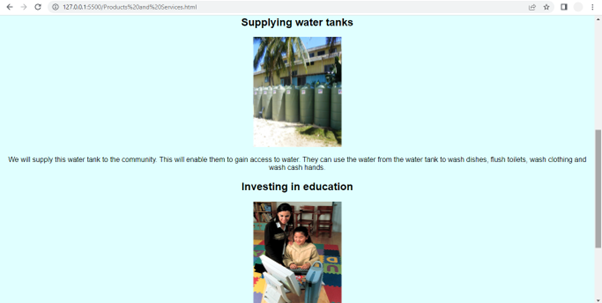 127.0.0.1:5500/Products%20and%20Services.html
Supplying water tanks
We will supply this water tank to the community. This will enable them to gain access to water. They can use the water from the water tank to wash dishes, flush toilets, wash clothing and
wash cash hands.
Investing in education